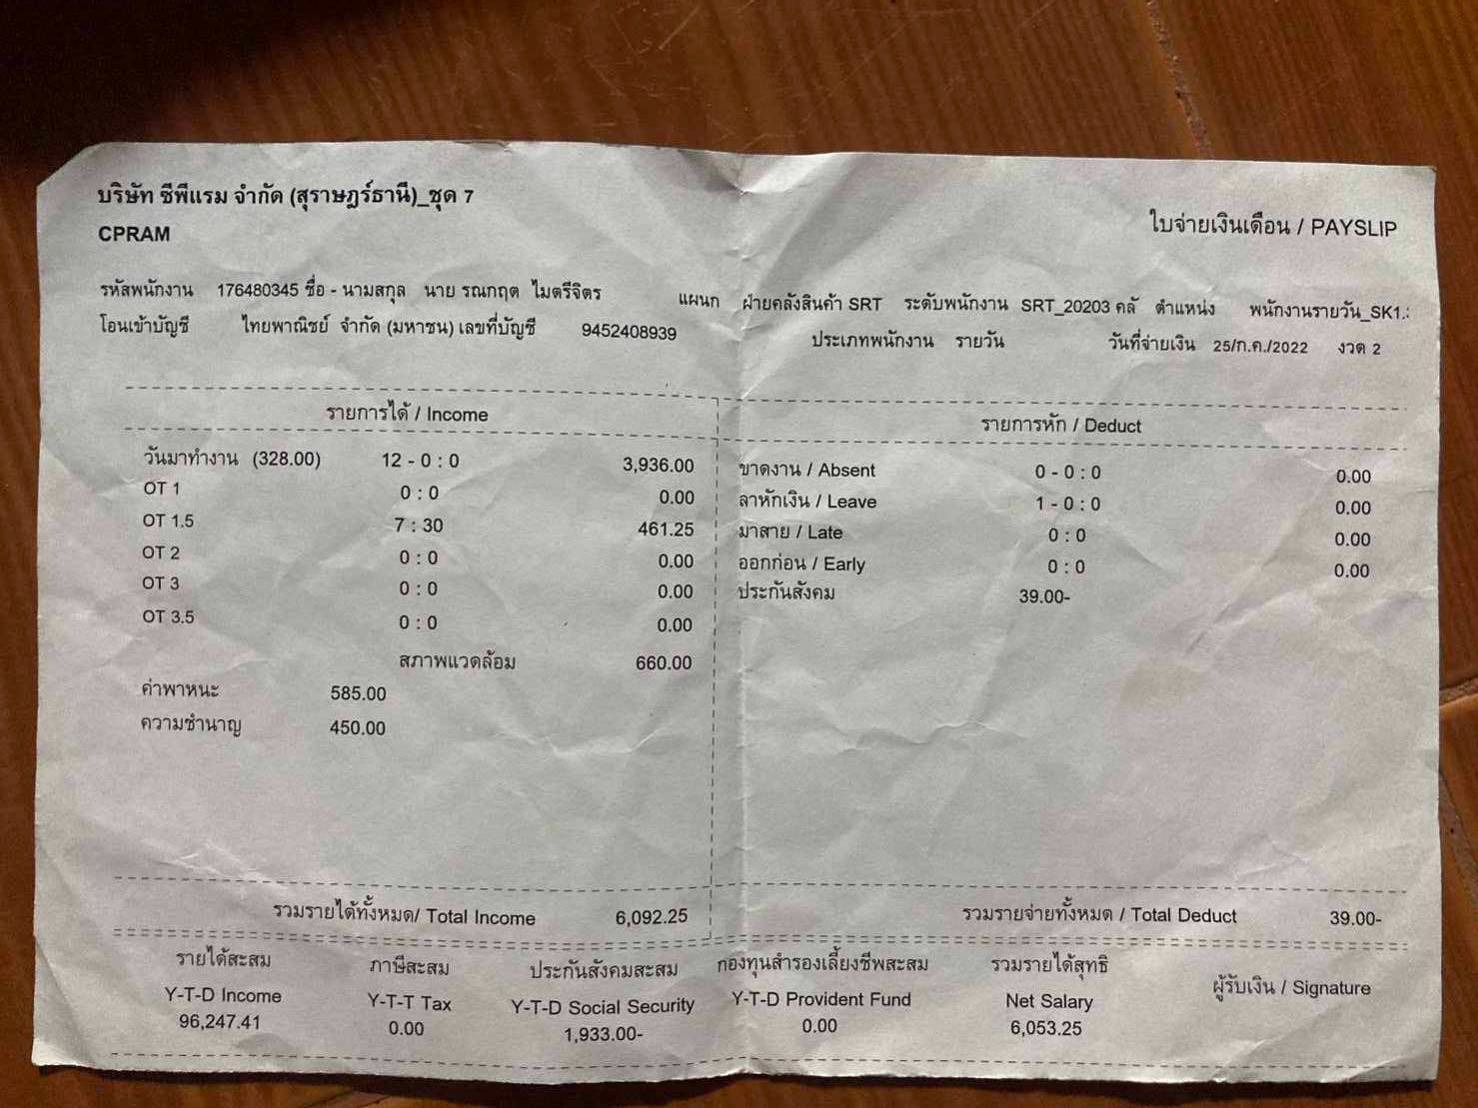 บริษัท ซีพีแรม จำกัด (สุราษฎร์ธานี)_ชุด 7
CPRAM
ใบจ่ายเงินเดือน / PAYSLIP
รหัสพนักงาน 176480345 ชื่อ - นามสกุล นาย รณกฤต ไมตรีจิตร แผนก ฝ่ายคลังสินค้า SRT ระดับพนักงาน SRT_20203 คลั ตำแหน่ง พนักงานรายวัน_SK1.
โอนเข้าบัญชี ไทยพาณิชย์ จำกัด (มหาชน) เลขที่บัญชี 9452408939 ประเภทพนักงาน รายวัน วันที่จ่ายเงิน 25/ก.ค./2022 งวด 2
รายการได้ / Income รายการหัก / Deduct
วันมาทำงาน (328.00) 12 - 0 : 0 3,936.00 ขาดงาน / Absent 0 - 0 : 0 0.00
OT 1 0 : 0 0.00 ลาหักเงิน / Leave 1 - 0 : 0 0.00
OT 1.5 7 : 30 461.25 มาสาย / Late 0 : 0 0.00
OT 2 0 : 0 0.00 ออกก่อน / Early 0 : 0 0.00
OT 3 0 : 0 0.00 ประกันสังคม 39.00-
OT 3.5 0 : 0 0.00
สภาพแวดล้อม 660.00
ค่าพาหนะ 585.00
ความชำนาญ 450.00
รวมรายได้ทั้งหมด/ Total Income 6,092.25 รวมรายจ่ายทั้งหมด / Total Deduct 39.00-
รายได้สะสม ภาษีสะสม ประกันสังคมสะสม กองทุนสำรองเลี้ยงชีพสะสม รวมรายได้สุทธิ ผู้รับเงิน / Signature
Y-T-D Income Y-T-T Tax Y-T-D Social Security Y-T-D Provident Fund Net Salary
96,247.41 0.00 1,933.00- 0.00 6,053.25